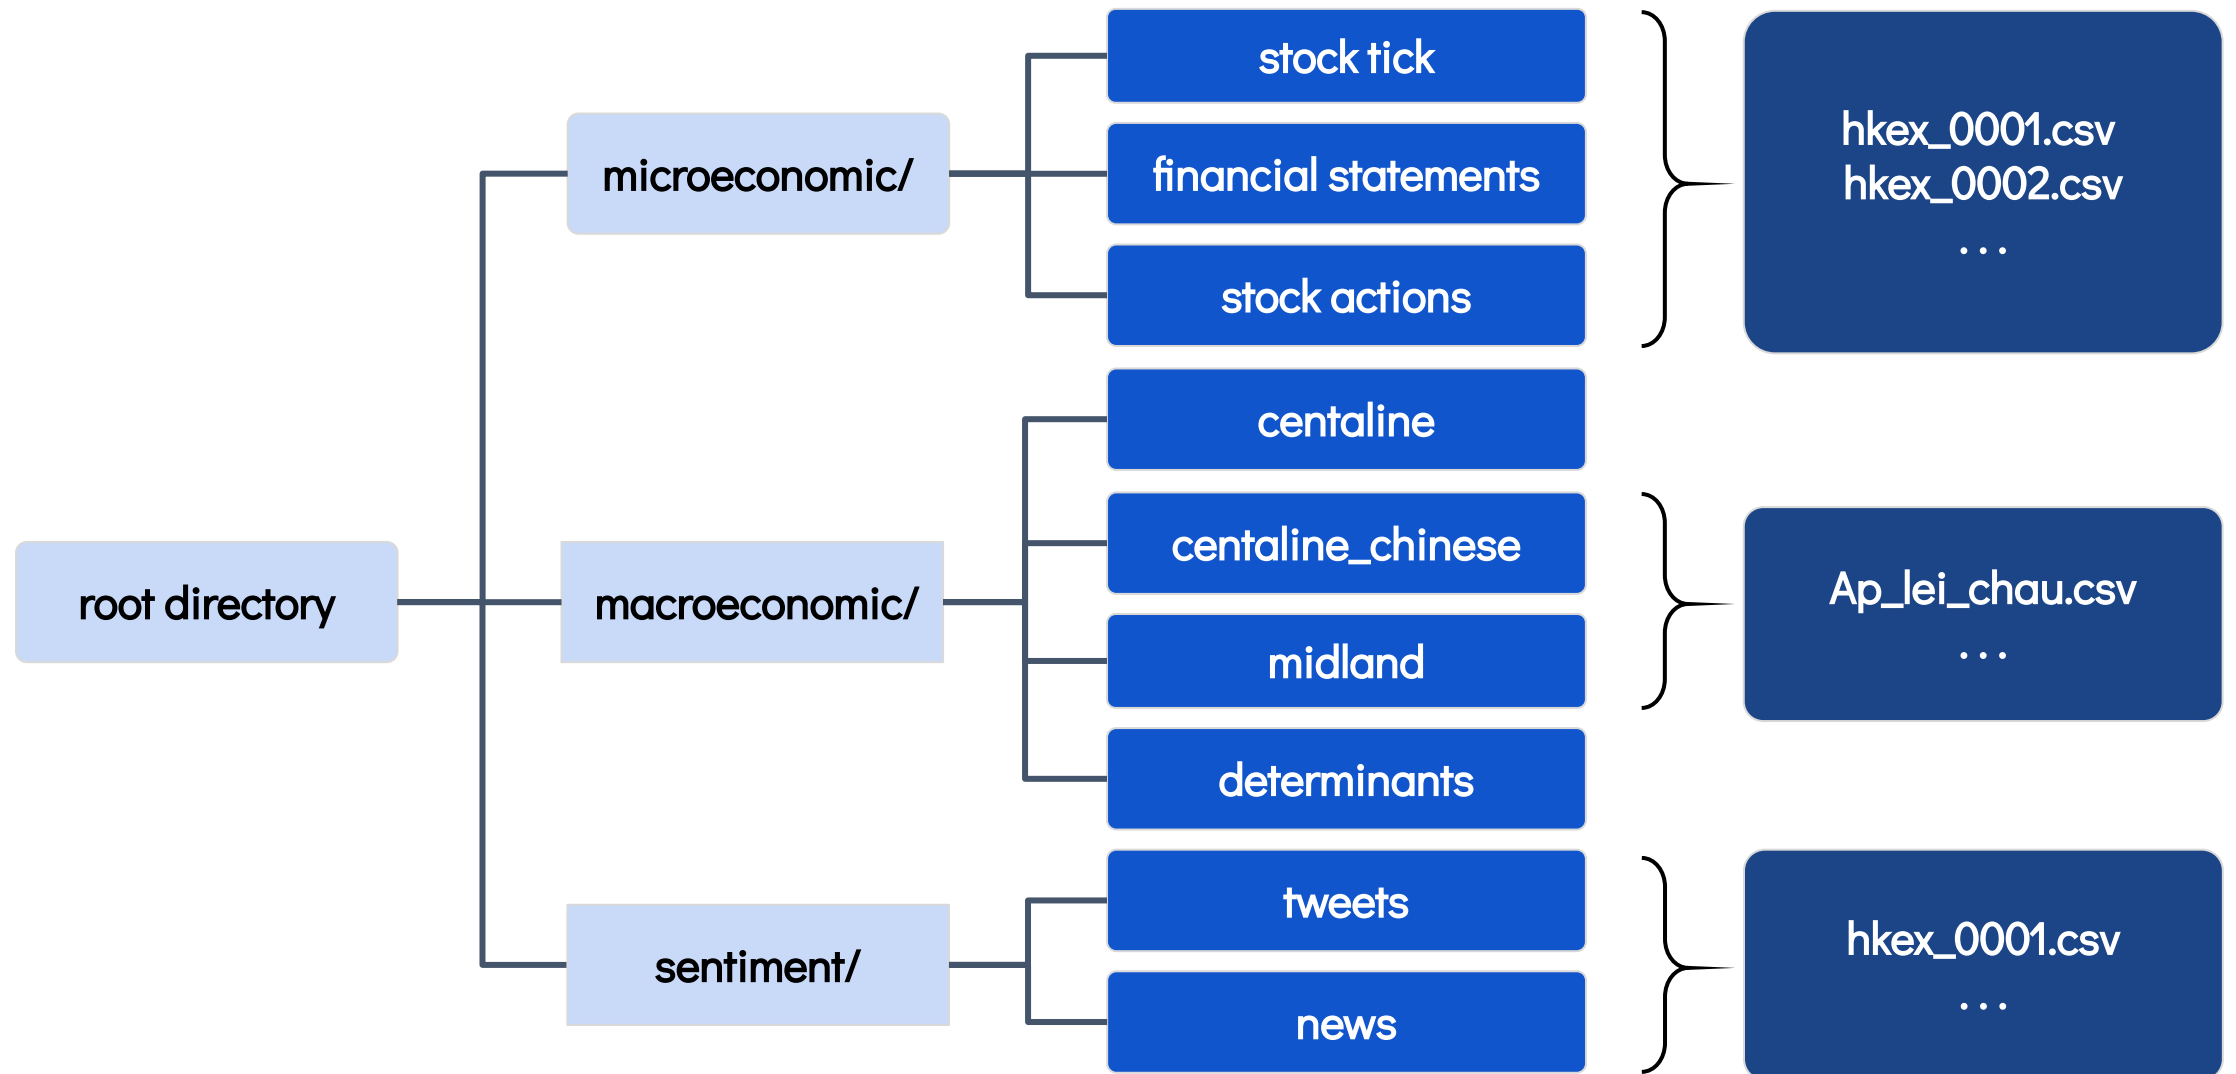 root directory
microeconomic/
stock tick
financial statements
stock actions
hkex_0001.csv
hkex_0002.csv
...
macroeconomic/
centaline
centaline_chinese
midland
determinants
Ap_lei_chau.csv
...
sentiment/
tweets
news
hkex_0001.csv
...